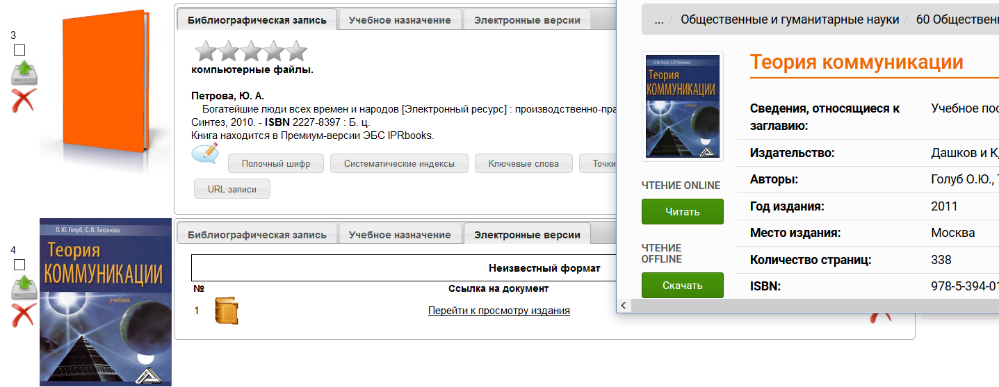 3
Библиографическая запись
Учебное назначение
Электронные версии
компьютерные файлы.
Петрова, Ю. А.
Богатейшие люди всех времен и народов [Электронный ресурс] : производственно-пра
Синтез, 2010. - ISBN 2227-8397 : Б. ц.
Книга находится в Премиум-версии ЭБС IPRbooks.
Полочный шифр
Систематические индексы
Ключевые слова
Точки
URL записи
4
О. Ю. Голуб, С. В. Тихонова
Теория
КОММУНИКАЦИИ
учебник
Библиографическая запись
Учебное назначение
Электронные версии
Неизвестный формат
№
Ссылка на документ
1
Перейти к просмотру издания
... / Общественные и гуманитарные науки / 60 Обществен
О. Ю. Голуб, С. В. Тихонова
Теория
КОММУНИКАЦИИ
учебник
ЧТЕНИЕ ONLINE
Читать
ЧТЕНИЕ
OFFLINE
Скачать
Теория коммуникации
Сведения, относящиеся к
заглавию:
Учебное пос
Издательство:
Дашков и К,
Авторы:
Голуб О.Ю., Т
Год издания:
2011
Место издания:
Москва
Количество страниц:
338
ISBN:
978-5-394-01